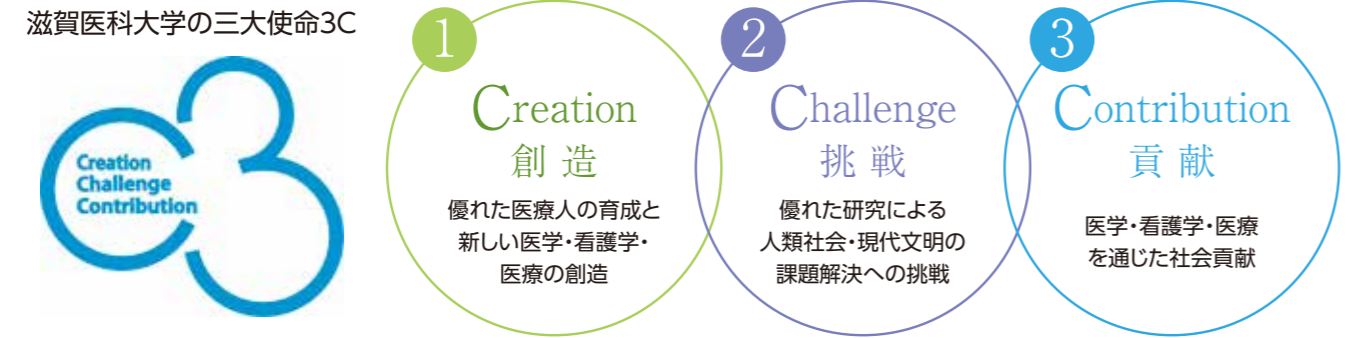 滋賀医科大学の三大使命3C
Creation
Challenge
Contribution
1
Creation
創造
優れた医療人の育成と
新しい医学・看護学・
医療の創造
2
Challenge
挑戦
優れた研究による
人類社会・現代文明の
課題解決への挑戦
3
Contribution
貢献
医学・看護学・医療
を通じた社会貢献